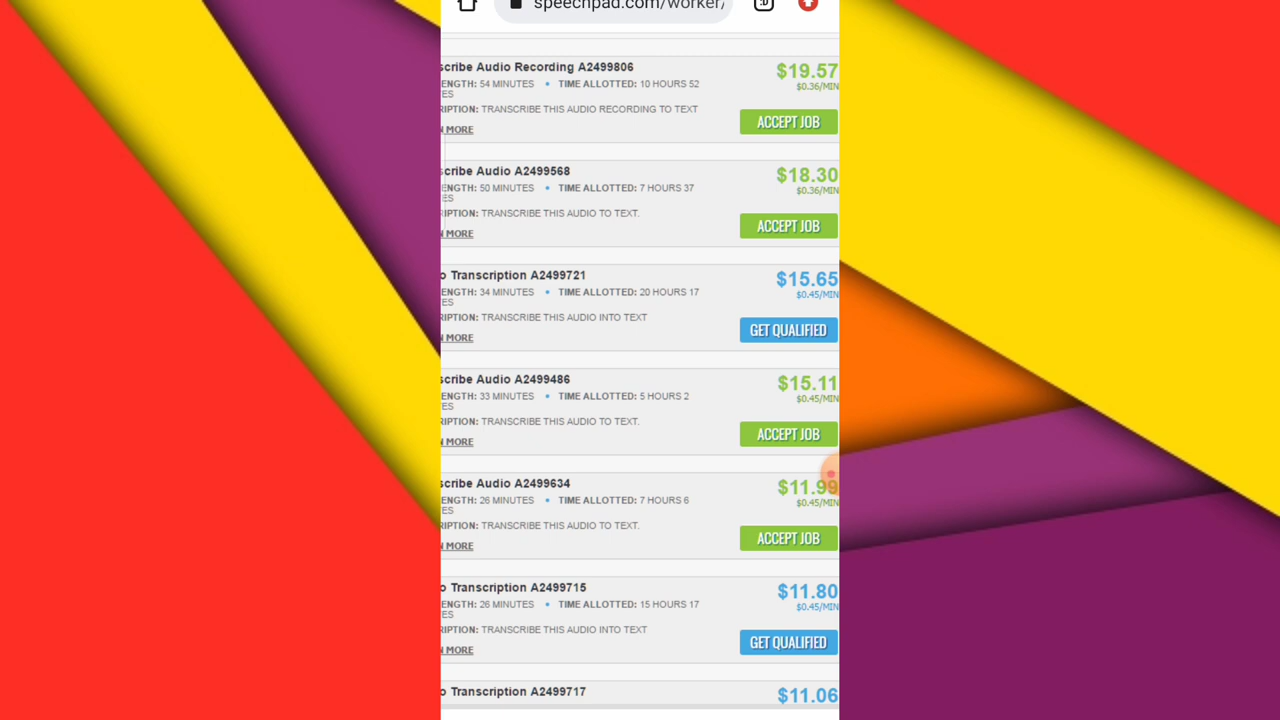 speechpad.com/worker/
:D
scribe Audio Recording A2499806
$19.57
ENGTH: 54 MINUTES • TIME ALLOTTED: 10 HOURS 52
$0.36/MIN
ES
RIPTION: TRANSCRIBE THIS AUDIO RECORDING TO TEXT
ACCEPT JOB
N MORE
scribe Audio A2499568
$18.30
ENGTH: 50 MINUTES • TIME ALLOTTED: 7 HOURS 37
$0.36/MIN
ES
RIPTION: TRANSCRIBE THIS AUDIO TO TEXT.
ACCEPT JOB
N MORE
o Transcription A2499721
$15.65
ENGTH: 34 MINUTES • TIME ALLOTTED: 20 HOURS 17
$0.45/MIN
ES
RIPTION: TRANSCRIBE THIS AUDIO INTO TEXT
GET QUALIFIED
N MORE
scribe Audio A2499486
$15.11
ENGTH: 33 MINUTES • TIME ALLOTTED: 5 HOURS 2
$0.45/MIN
ES
RIPTION: TRANSCRIBE THIS AUDIO TO TEXT.
ACCEPT JOB
N MORE
scribe Audio A2499634
$11.99
ENGTH: 26 MINUTES • TIME ALLOTTED: 7 HOURS 6
$0.45/MIN
ES
RIPTION: TRANSCRIBE THIS AUDIO TO TEXT.
ACCEPT JOB
N MORE
o Transcription A2499715
$11.80
ENGTH: 26 MINUTES • TIME ALLOTTED: 15 HOURS 17
$0.45/MIN
ES
RIPTION: TRANSCRIBE THIS AUDIO INTO TEXT
GET QUALIFIED
N MORE
o Transcription A2499717
$11.06